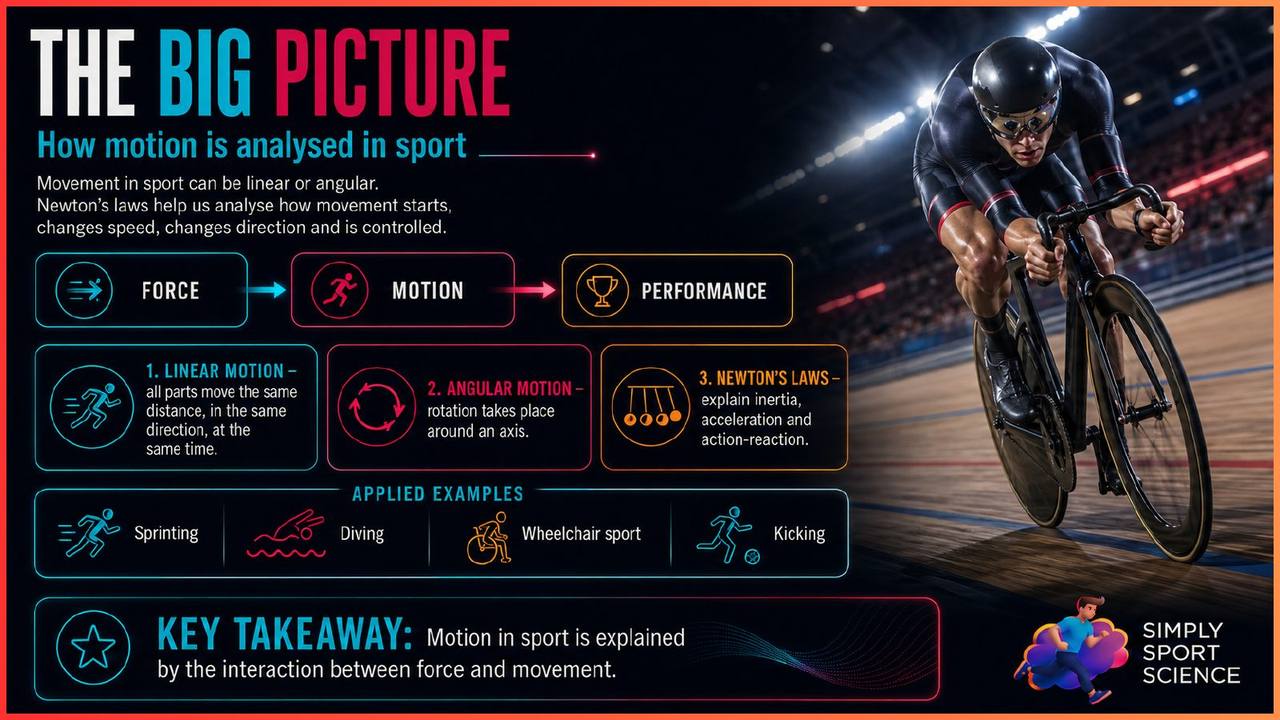 THE BIG PICTURE
How motion is analysed in sport
Movement in sport can be linear or angular.
Newton's laws help us analyse how movement starts,
changes speed, changes direction and is controlled.
FORCE
MOTION
PERFORMANCE
1. LINEAR MOTION –
all parts move the same
distance, in the same
direction, at the
same time.
2. ANGULAR MOTION –
rotation takes place
around an axis.
3. NEWTON'S LAWS –
explain inertia,
acceleration and
action-reaction.
APPLIED EXAMPLES
Sprinting
Diving
Wheelchair sport
Kicking
KEY TAKEAWAY: Motion in sport is explained
by the interaction between force and movement.
SIMPLY
SPORT
SCIENCE